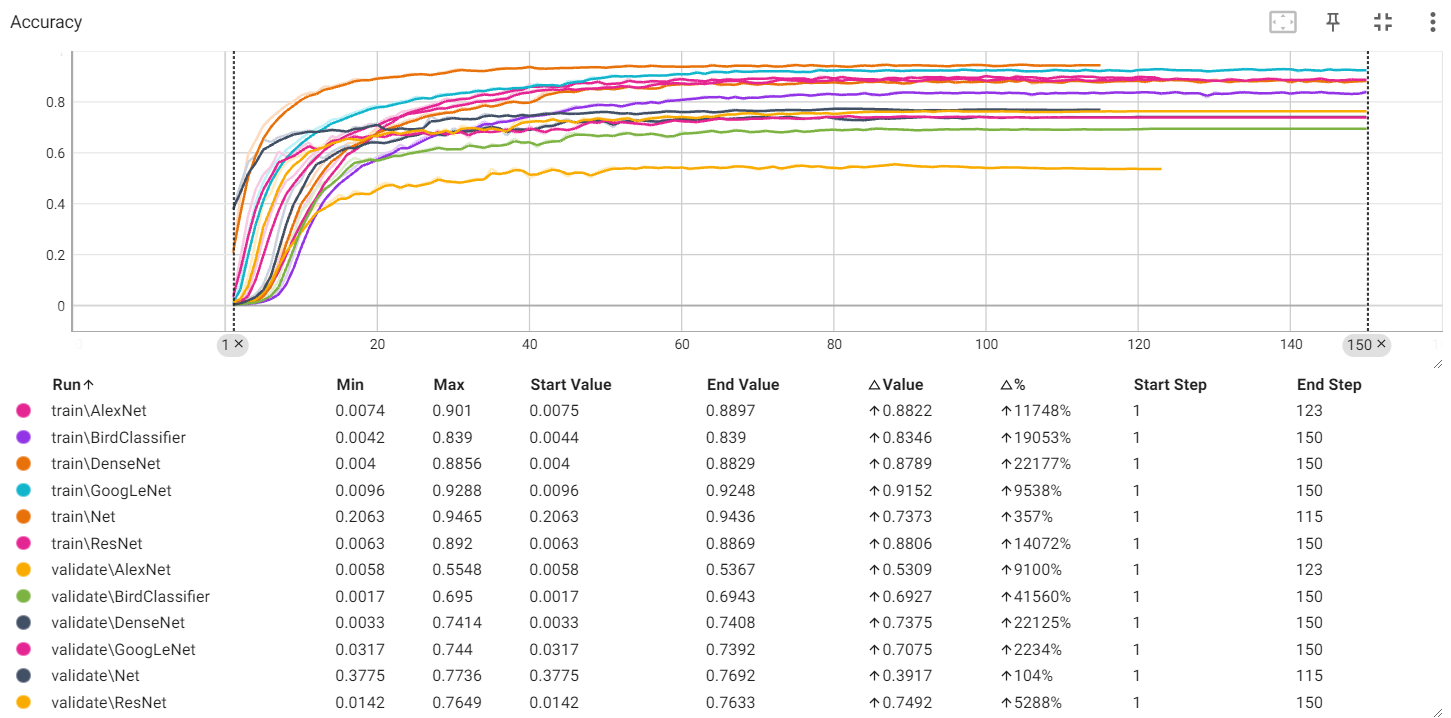 Accuracy
0.8
0.6
0.4
0.2
0
0 1 × 20 40 60 80 100 120 140 150 × 1
Run↑ Min Max Start Value End Value △Value △% Start Step End Step
train\AlexNet 0.0074 0.901 0.0075 0.8897 ↑0.8822 ↑11748% 1 123
train\BirdClassifier 0.0042 0.839 0.0044 0.839 ↑0.8346 ↑19053% 1 150
train\DenseNet 0.004 0.8856 0.004 0.8829 ↑0.8789 ↑22177% 1 150
train\GoogLeNet 0.0096 0.9288 0.0096 0.9248 ↑0.9152 ↑9538% 1 150
train\Net 0.2063 0.9465 0.2063 0.9436 ↑0.7373 ↑357% 1 115
train\ResNet 0.0063 0.892 0.0063 0.8869 ↑0.8806 ↑14072% 1 150
validate\AlexNet 0.0058 0.5548 0.0058 0.5367 ↑0.5309 ↑9100% 1 123
validate\BirdClassifier 0.0017 0.695 0.0017 0.6943 ↑0.6927 ↑41560% 1 150
validate\DenseNet 0.0033 0.7414 0.0033 0.7408 ↑0.7375 ↑22125% 1 150
validate\GoogLeNet 0.0317 0.744 0.0317 0.7392 ↑0.7075 ↑2234% 1 150
validate\Net 0.3775 0.7736 0.3775 0.7692 ↑0.3917 ↑104% 1 115
validate\ResNet 0.0142 0.7649 0.0142 0.7633 ↑0.7492 ↑5288% 1 150